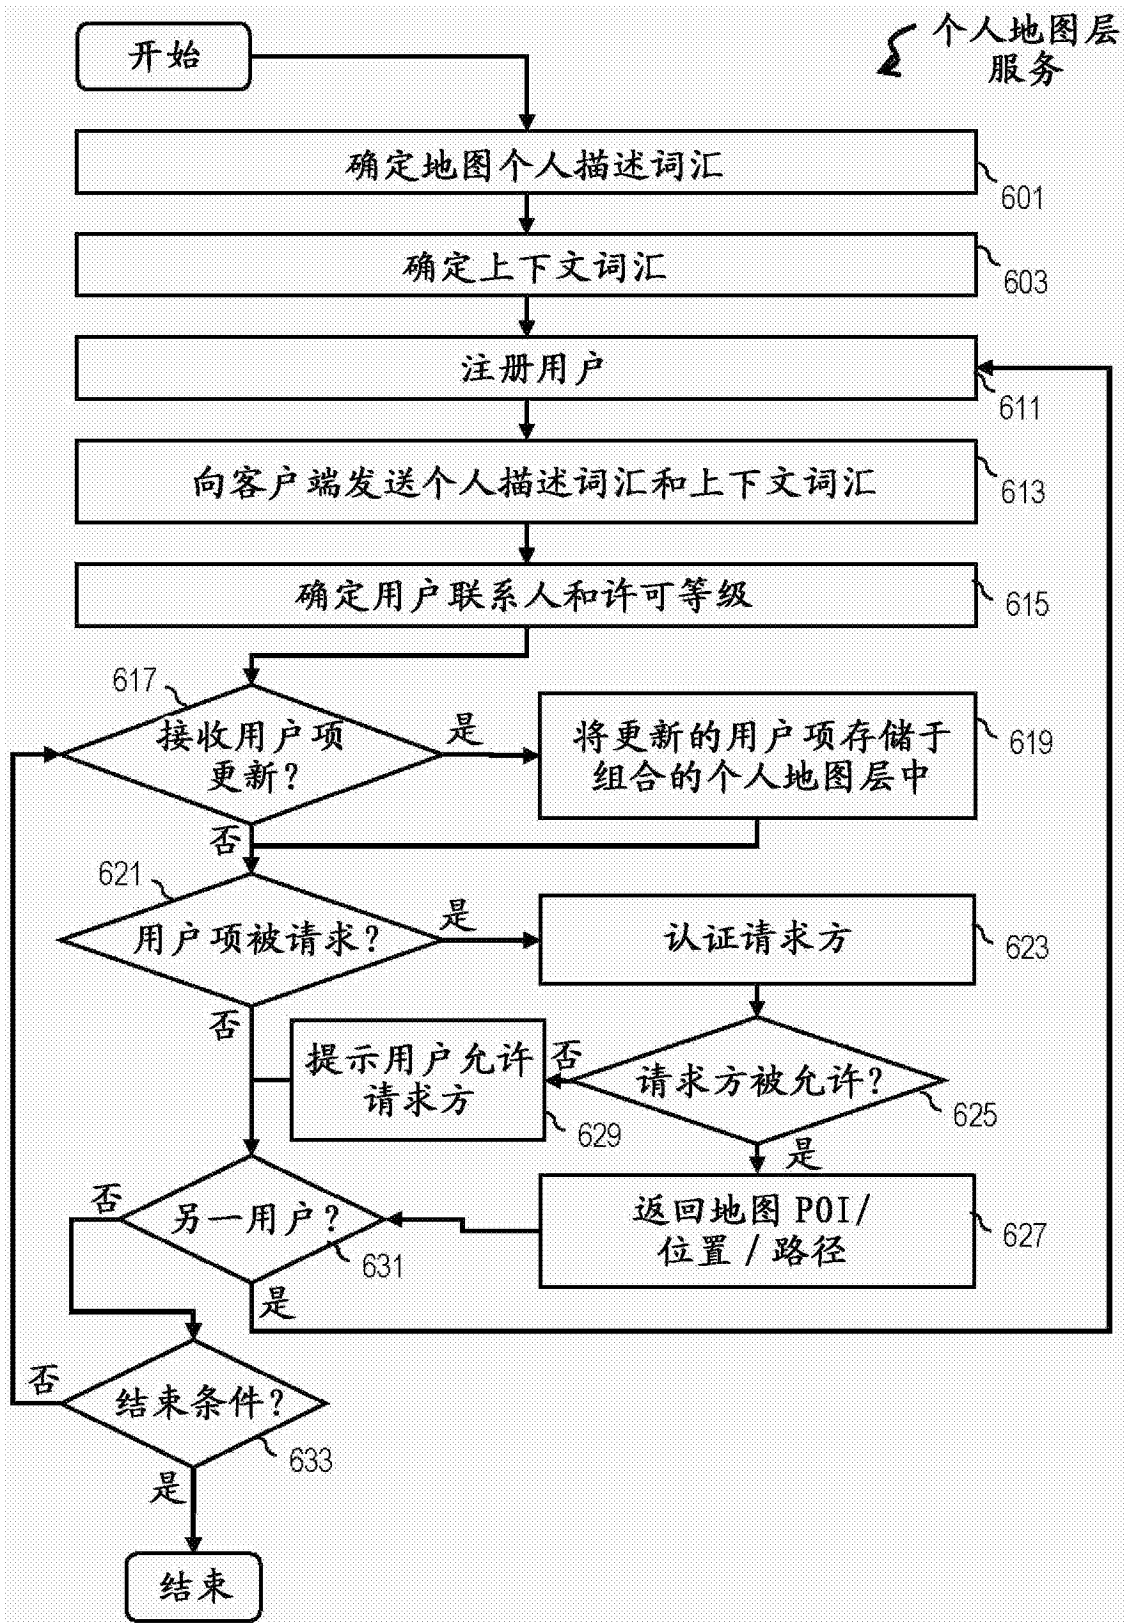 个人地图层
服务
开始
确定地图个人描述词汇
601
确定上下文词汇
603
注册用户
611
向客户端发送个人描述词汇和上下文词汇
613
确定用户联系人和许可等级
615
617
接收用户项
更新?
是
将更新的用户项存储于
组合的个人地图层中
619
否
621
用户项被请求?
是
认证请求方
623
否
提示用户允许
请求方
629
否
请求方被允许?
625
是
返回地图 POI/
位置 / 路径
627
否
另一用户?
631
是
否
结束条件?
633
是
结束